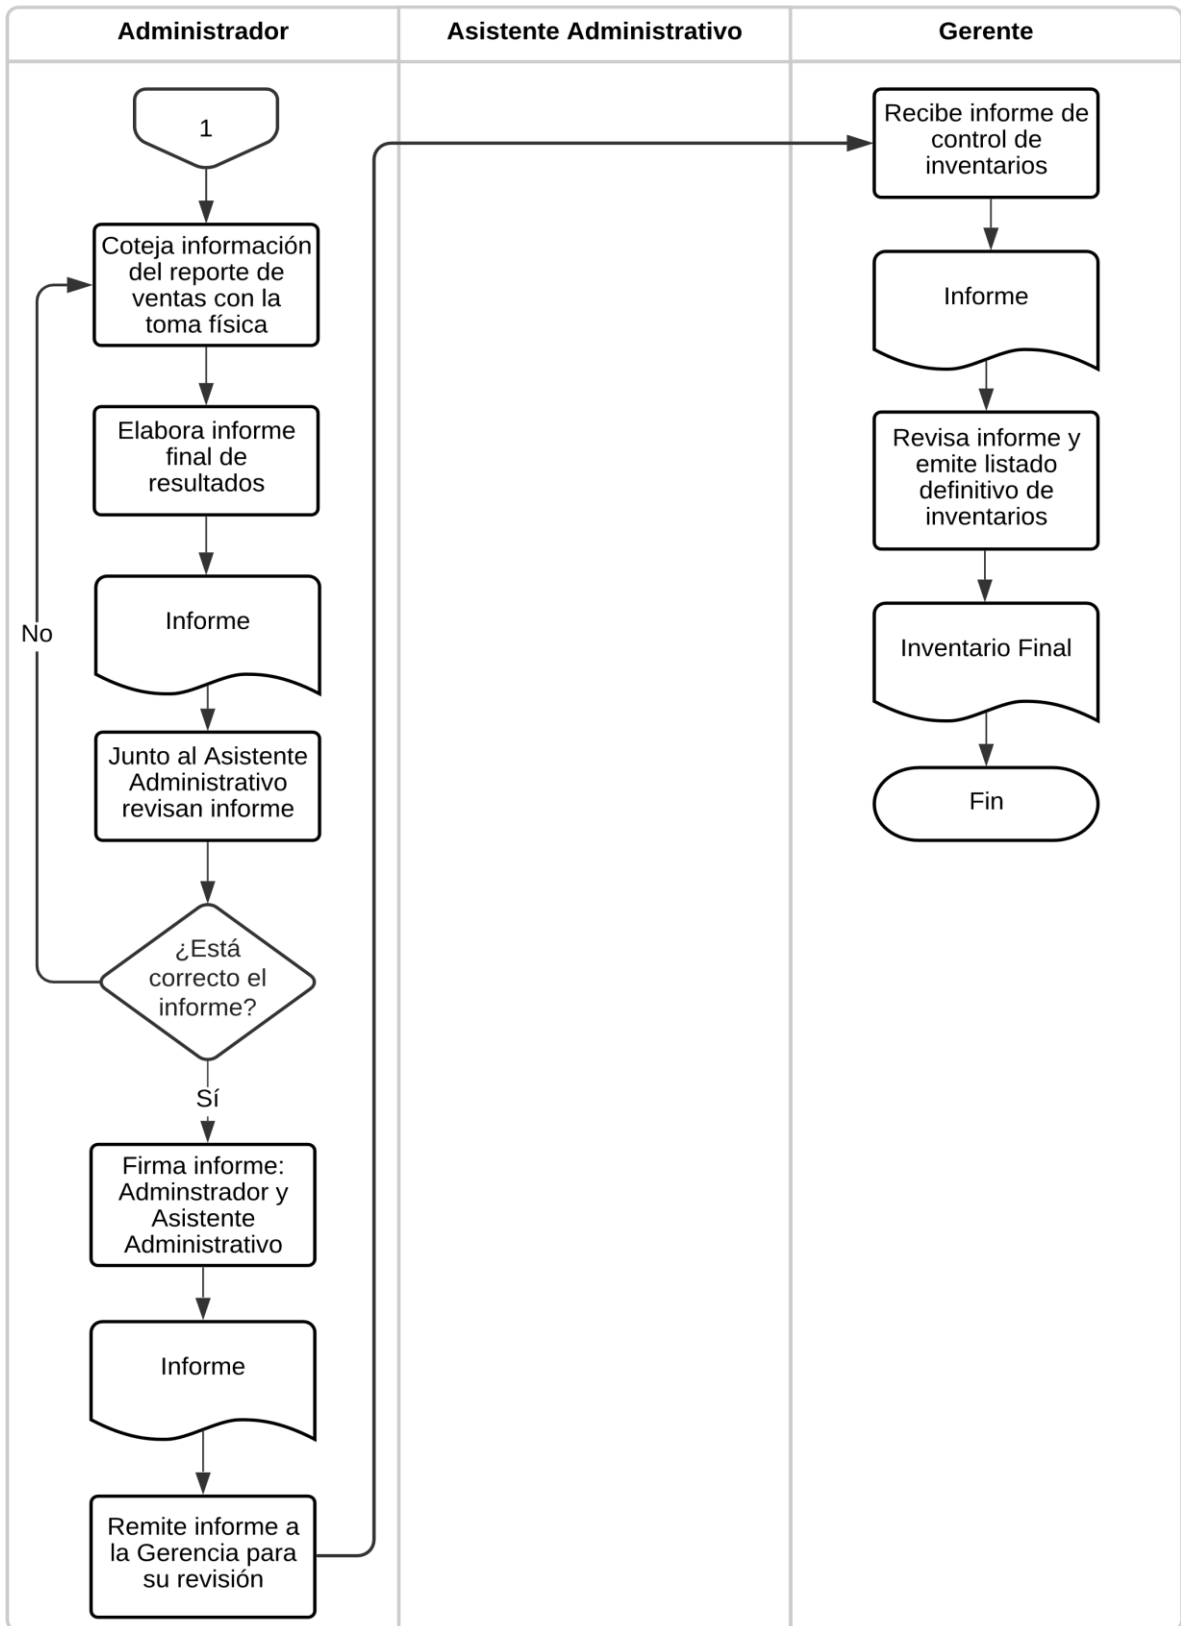 Administrador
Asistente Administrativo
Gerente
1
Coteja información
del reporte de
ventas con la
toma física
Elabora informe
final de
resultados
Informe
No
Junto al Asistente
Administrativo
revisan informe
¿Está
correcto el
informe?
Sí
Firma informe:
Adminstrador y
Asistente
Administrativo
Informe
Remite informe a
la Gerencia para
su revisión
Recibe informe de
control de
inventarios
Informe
Revisa informe y
emite listado
definitivo de
inventarios
Inventario Final
Fin